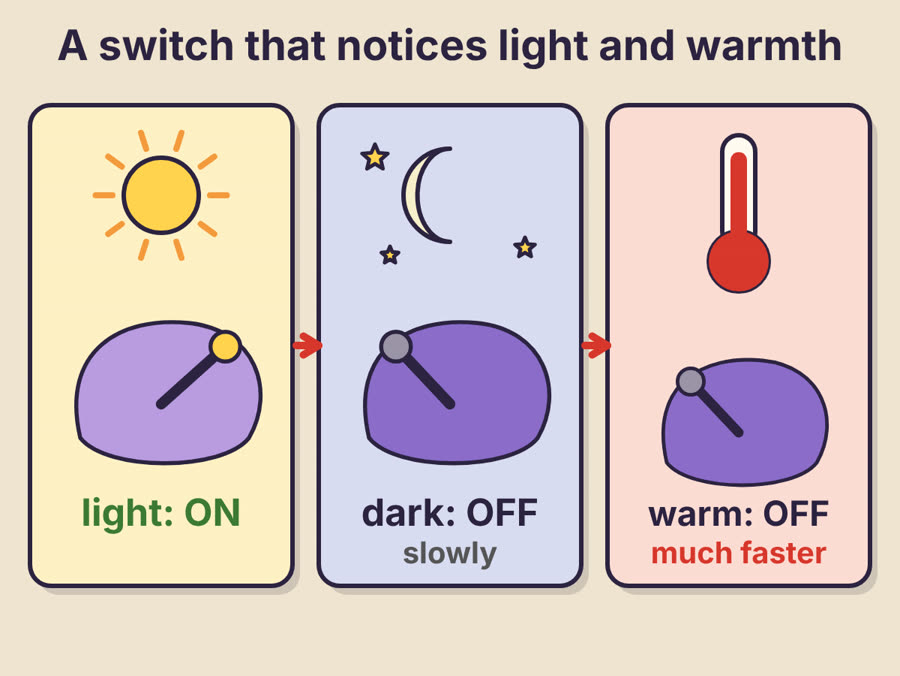 A switch that notices light and warmth
light: ON
dark: OFF
slowly
warm: OFF
much faster